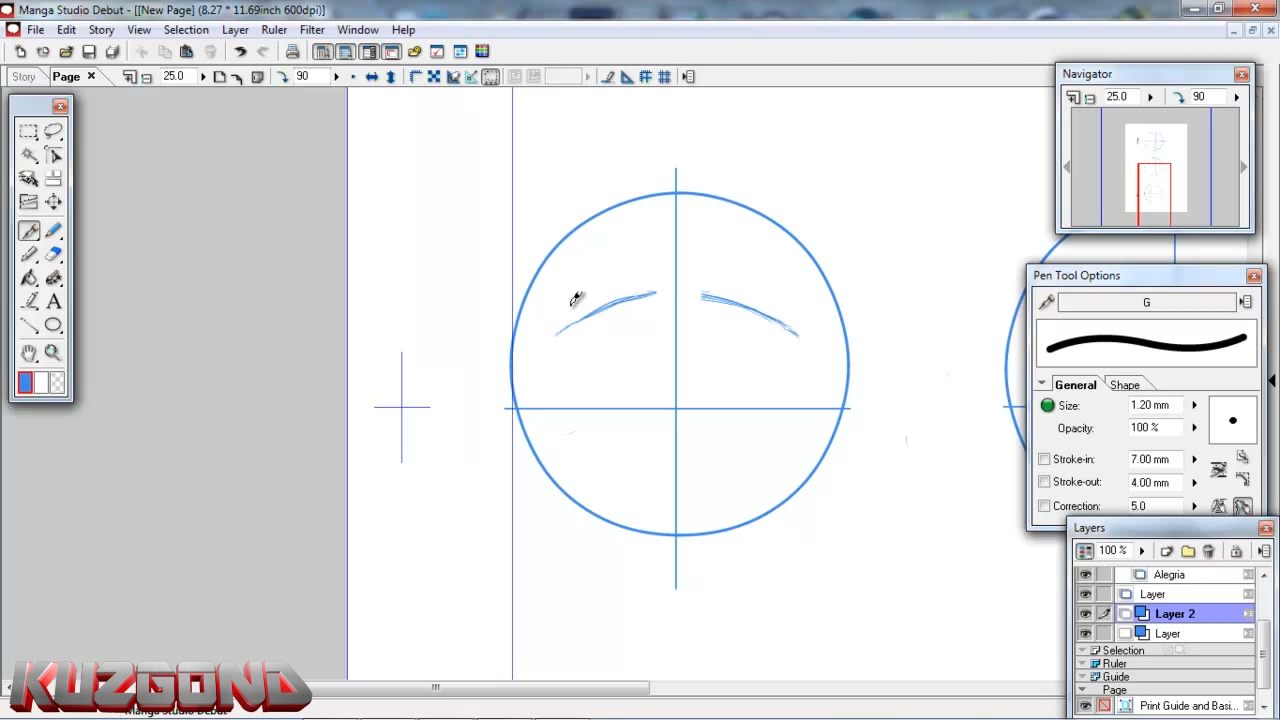 Manga Studio Debut - [[New Page] (8.27 * 11.69inch 600dpi)]
File Edit Story View Selection Layer Ruler Filter Window Help
Story Page 25.0 90
Navigator
25.0 90
Pen Tool Options
G
General Shape
Size: 1.20 mm
Opacity: 100 %
Stroke-in: 7.00 mm
Stroke-out: 4.00 mm
Correction: 5.0
Layers
100 %
Alegria
Layer
Layer 2
Layer
Selection
Ruler
Guide
Page
Print Guide and Basi...
KUZGOND
Manga Studio Debut